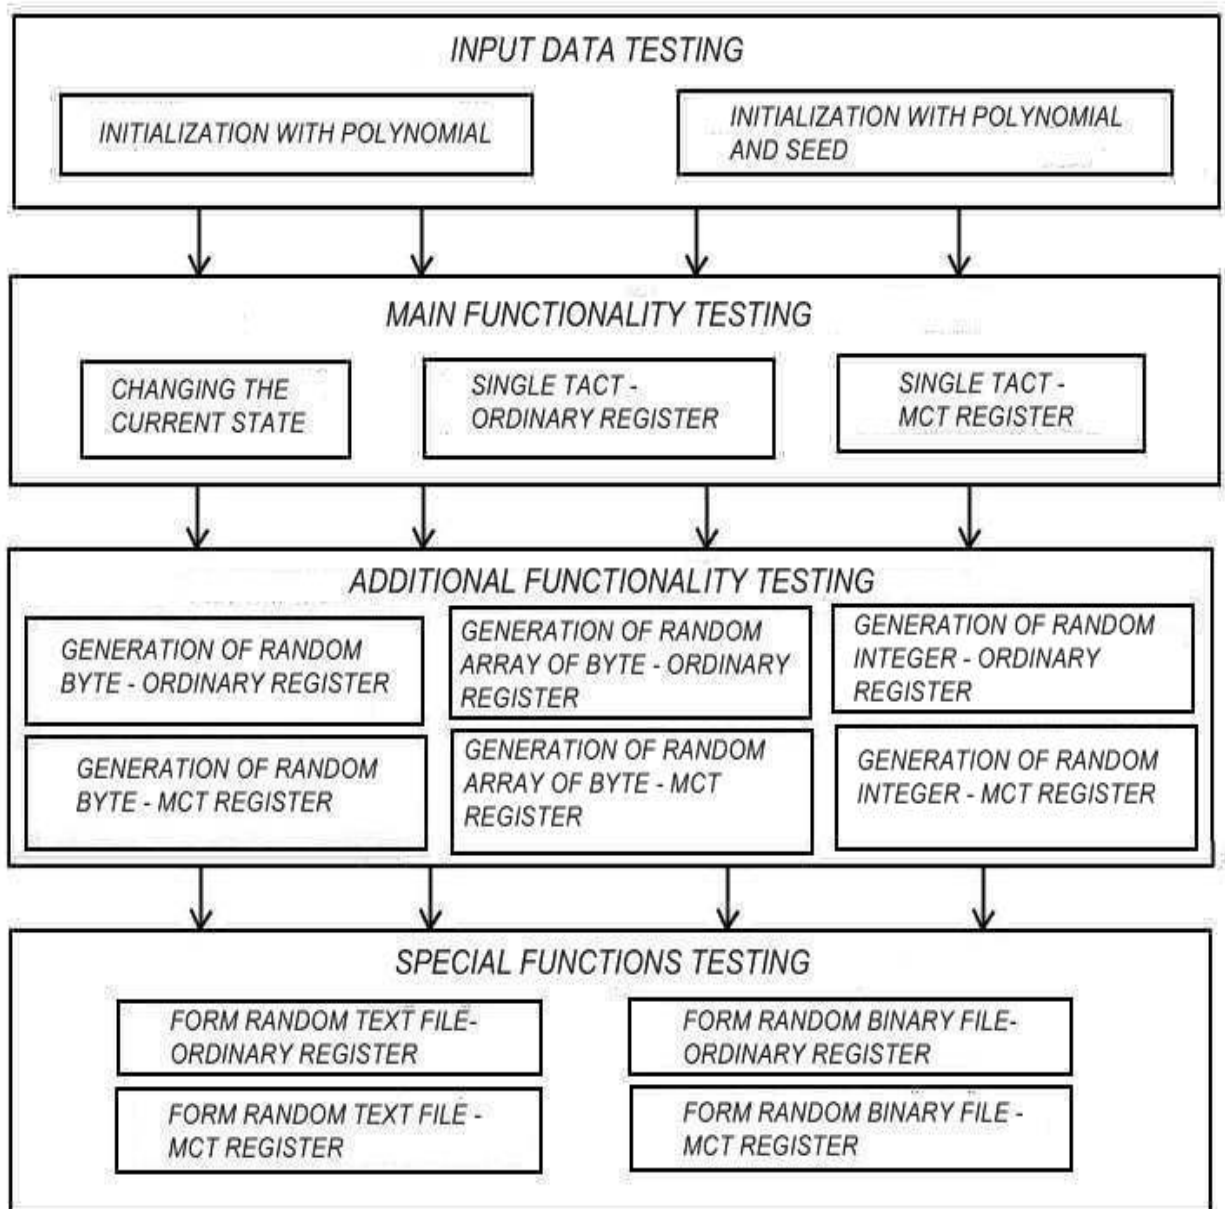 INPUT DATA TESTING
INITIALIZATION WITH POLYNOMIAL
INITIALIZATION WITH POLYNOMIAL
AND SEED
MAIN FUNCTIONALITY TESTING
CHANGING THE
CURRENT STATE
SINGLE TACT -
ORDINARY REGISTER
SINGLE TACT -
MCT REGISTER
ADDITIONAL FUNCTIONALITY TESTING
GENERATION OF RANDOM
BYTE - ORDINARY REGISTER
GENERATION OF RANDOM
ARRAY OF BYTE - ORDINARY
REGISTER
GENERATION OF RANDOM
INTEGER - ORDINARY
REGISTER
GENERATION OF RANDOM
BYTE - MCT REGISTER
GENERATION OF RANDOM
ARRAY OF BYTE - MCT
REGISTER
GENERATION OF RANDOM
INTEGER - MCT REGISTER
SPECIAL FUNCTIONS TESTING
FORM RANDOM TEXT FILE-
ORDINARY REGISTER
FORM RANDOM BINARY FILE-
ORDINARY REGISTER
FORM RANDOM TEXT FILE -
MCT REGISTER
FORM RANDOM BINARY FILE -
MCT REGISTER